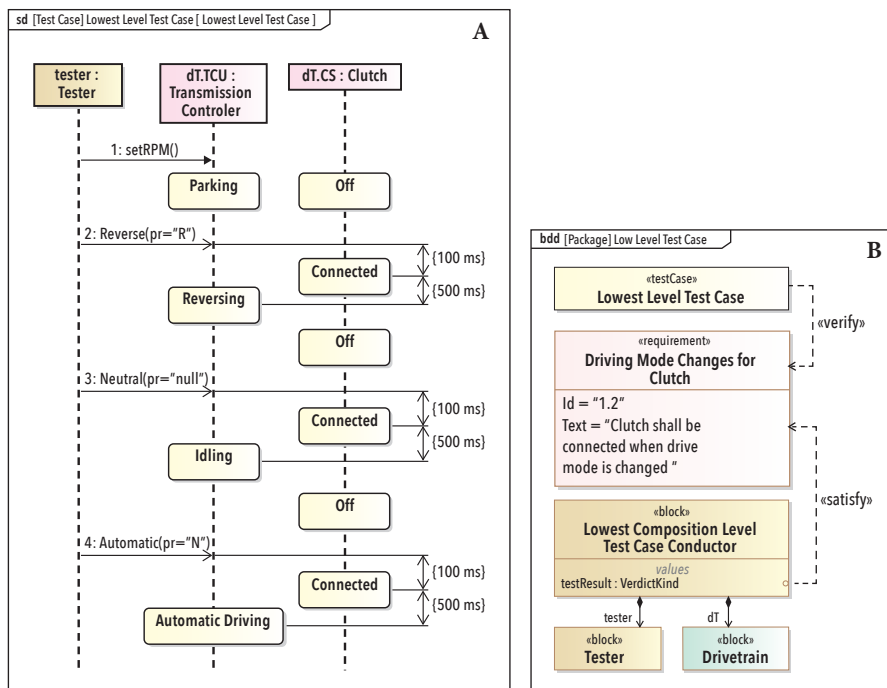 sd [Test Case] Lowest Level Test Case [ Lowest Level Test Case ]
A
tester :
Tester
dT.TCU :
Transmission
Controler
dT.CS : Clutch
1: setRPM()
Parking
Off
2: Reverse(pr="R")
{100 ms}
Connected
{500 ms}
Reversing
Off
3: Neutral(pr="null")
{100 ms}
Connected
{500 ms}
Idling
Off
4: Automatic(pr="N")
{100 ms}
Connected
{500 ms}
Automatic Driving
bdd [Package] Low Level Test Case
B
«testCase»
Lowest Level Test Case
«verify»
«requirement»
Driving Mode Changes for
Clutch
Id = "1.2"
Text = "Clutch shall be
connected when drive
mode is changed "
«satisfy»
«block»
Lowest Composition Level
Test Case Conductor
values
testResult : VerdictKind
tester
dT
«block»
Tester
«block»
Drivetrain